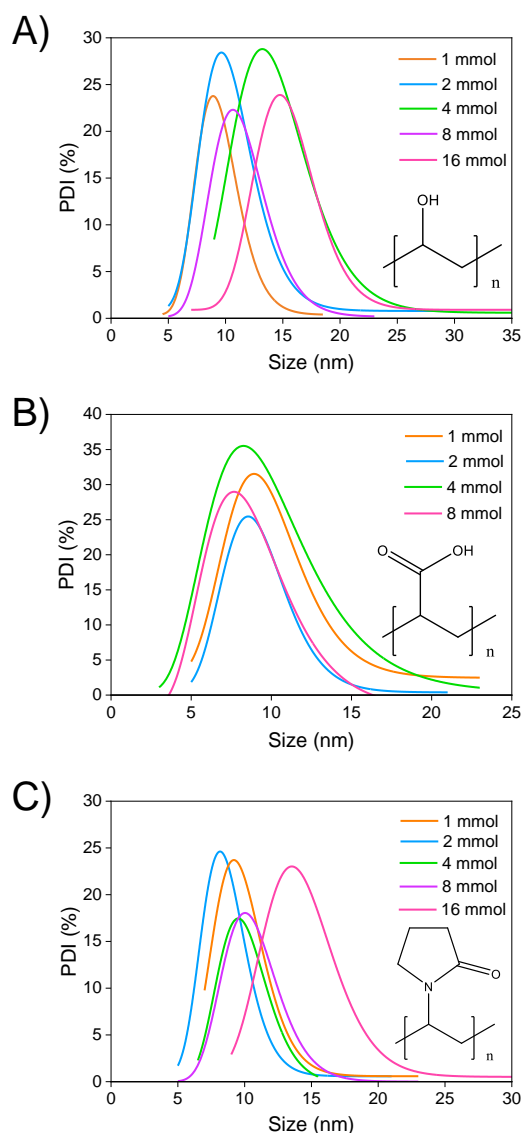 A)
30
25
20
15
10
5
0
PDI (%)
1 mmol
2 mmol
4 mmol
8 mmol
16 mmol
OH
n
0 5 10 15 20 25 30 35
Size (nm)
B)
40
35
30
25
20
15
10
5
0
PDI (%)
1 mmol
2 mmol
4 mmol
8 mmol
O
OH
n
0 5 10 15 20 25
Size (nm)
C)
30
25
20
15
10
5
0
PDI (%)
1 mmol
2 mmol
4 mmol
8 mmol
16 mmol
N
O
n
0 5 10 15 20 25 30
Size (nm)